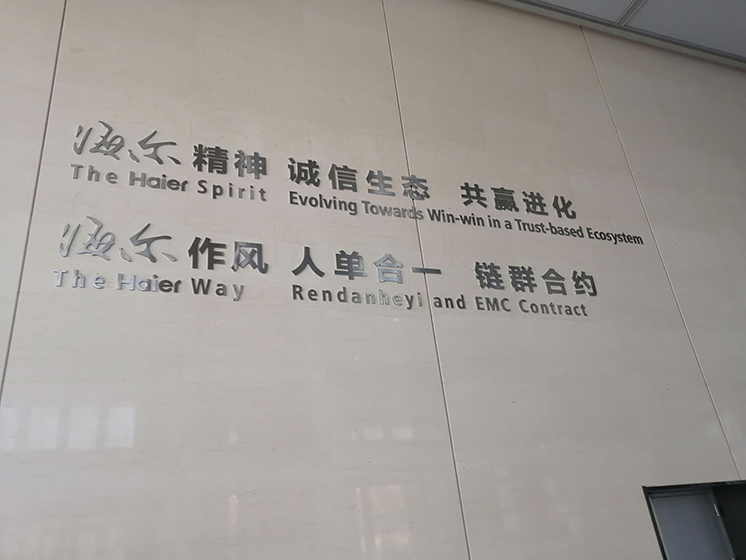 海尔精神 诚信生态 共赢进化
The Haier Spirit Evolving Towards Win-win in a Trust-based Ecosystem
海尔作风 人单合一 链群合约
The Haier Way Rendanheyi and EMC Contract